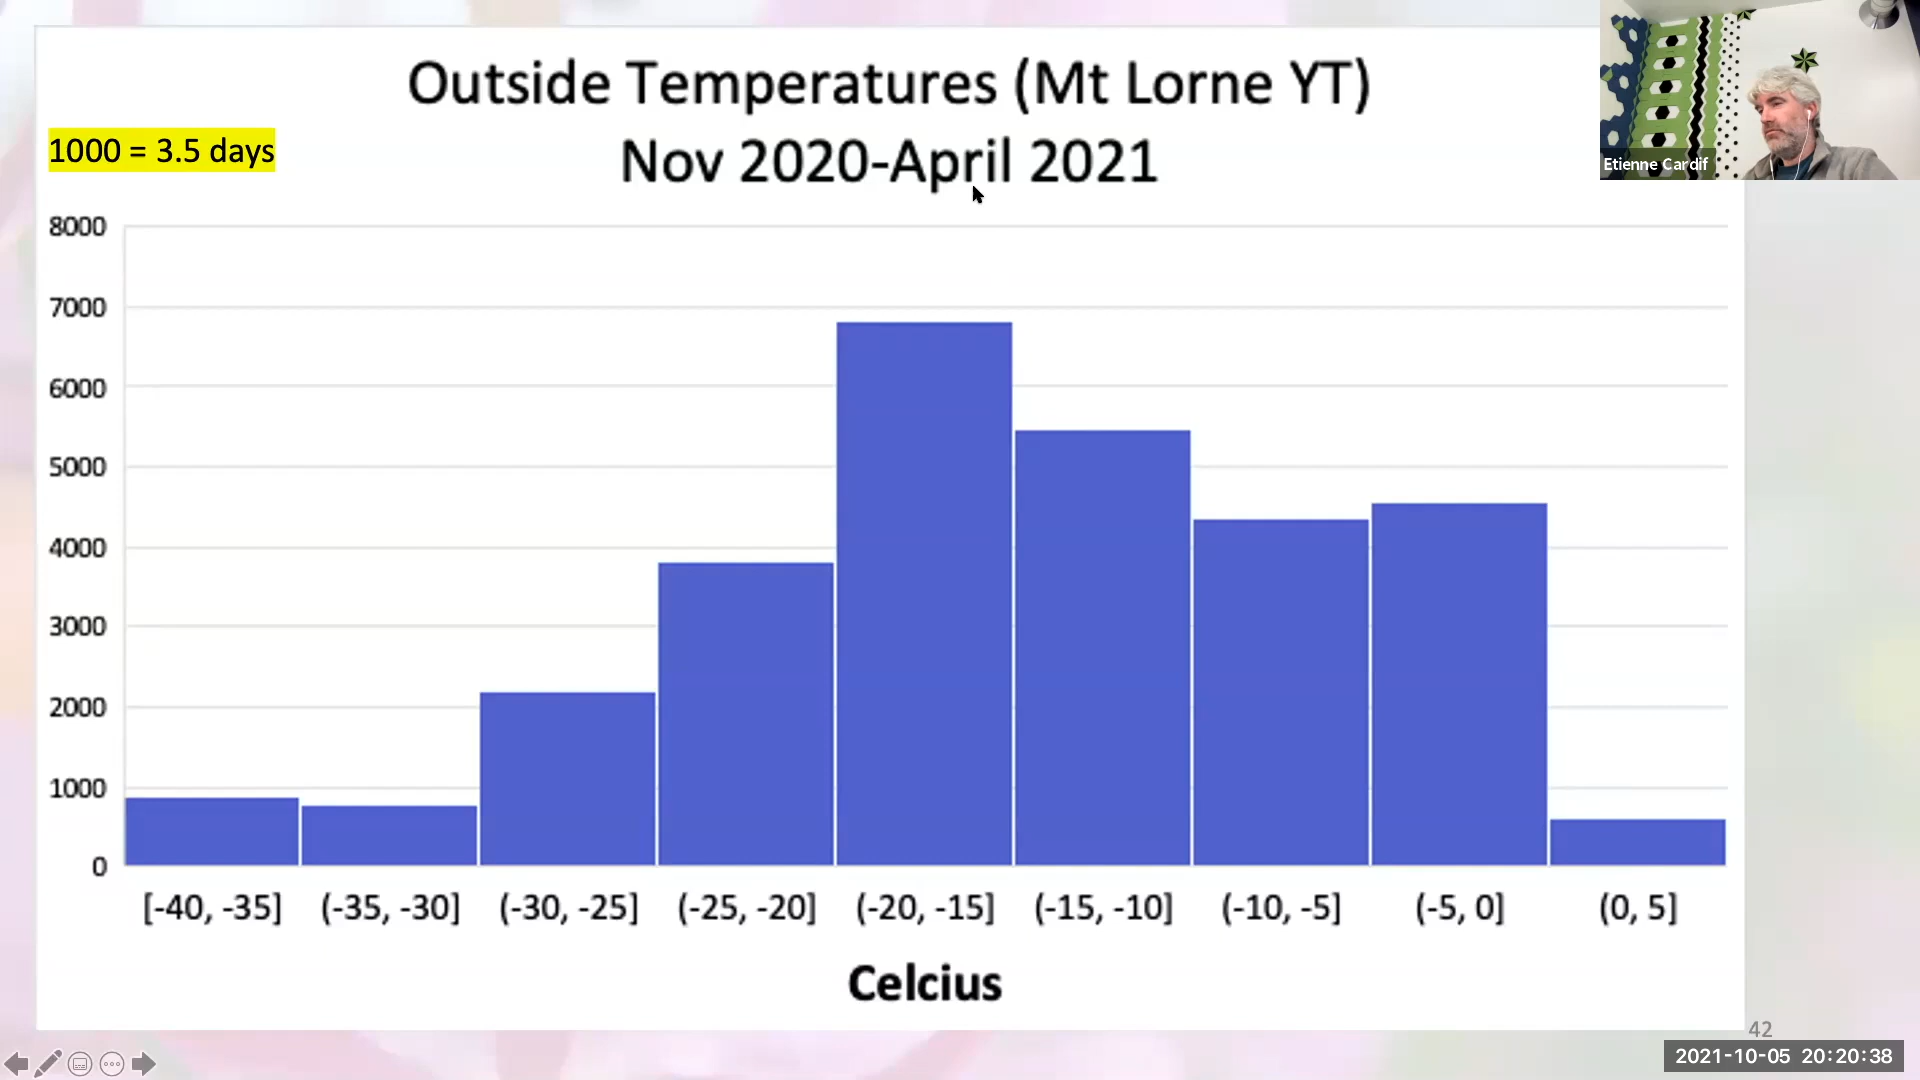 Outside Temperatures (Mt Lorne YT)
Nov 2020-April 2021
1000 = 3.5 days
Etienne Cardif
8000
7000
6000
5000
4000
3000
2000
1000
0
[-40, -35] (-35, -30] (-30, -25] (-25, -20] (-20, -15] (-15, -10] (-10, -5] (-5, 0] (0, 5]
Celcius
42
2021-10-05 20:20:38